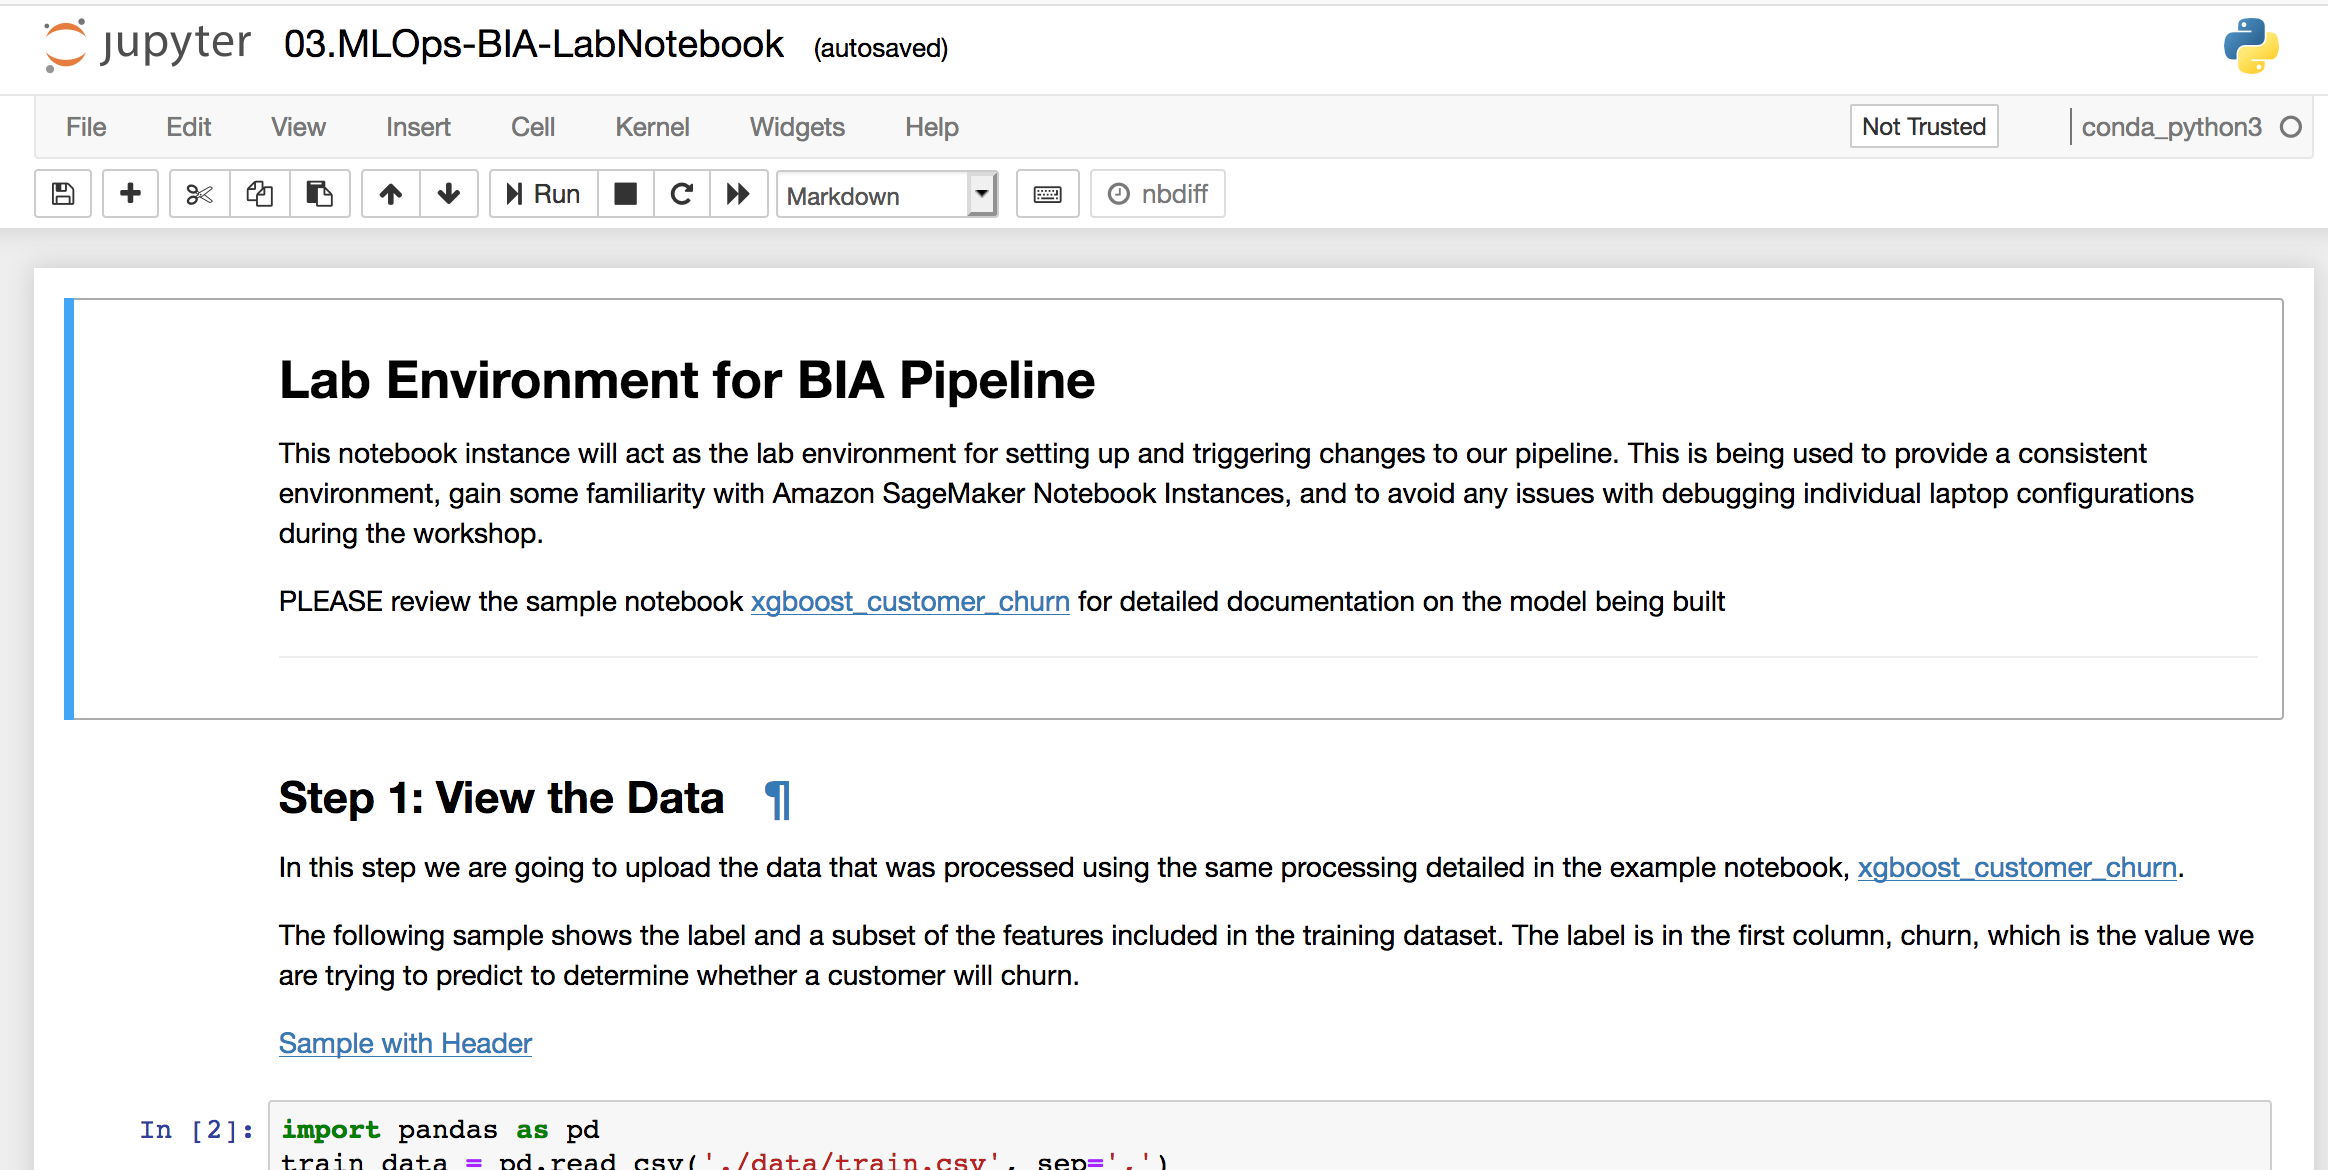 jupyter 03.MLOps-BIA-LabNotebook (autosaved)
File Edit View Insert Cell Kernel Widgets Help Not Trusted conda_python3
Run Markdown nbdiff
Lab Environment for BIA Pipeline
This notebook instance will act as the lab environment for setting up and triggering changes to our pipeline. This is being used to provide a consistent
environment, gain some familiarity with Amazon SageMaker Notebook Instances, and to avoid any issues with debugging individual laptop configurations
during the workshop.
PLEASE review the sample notebook xgboost_customer_churn for detailed documentation on the model being built
Step 1: View the Data ¶
In this step we are going to upload the data that was processed using the same processing detailed in the example notebook, xgboost_customer_churn.
The following sample shows the label and a subset of the features included in the training dataset. The label is in the first column, churn, which is the value we
are trying to predict to determine whether a customer will churn.
Sample with Header
In [2]: import pandas as pd
train_data = pd.read_csv('./data/train.csv', sep=',')